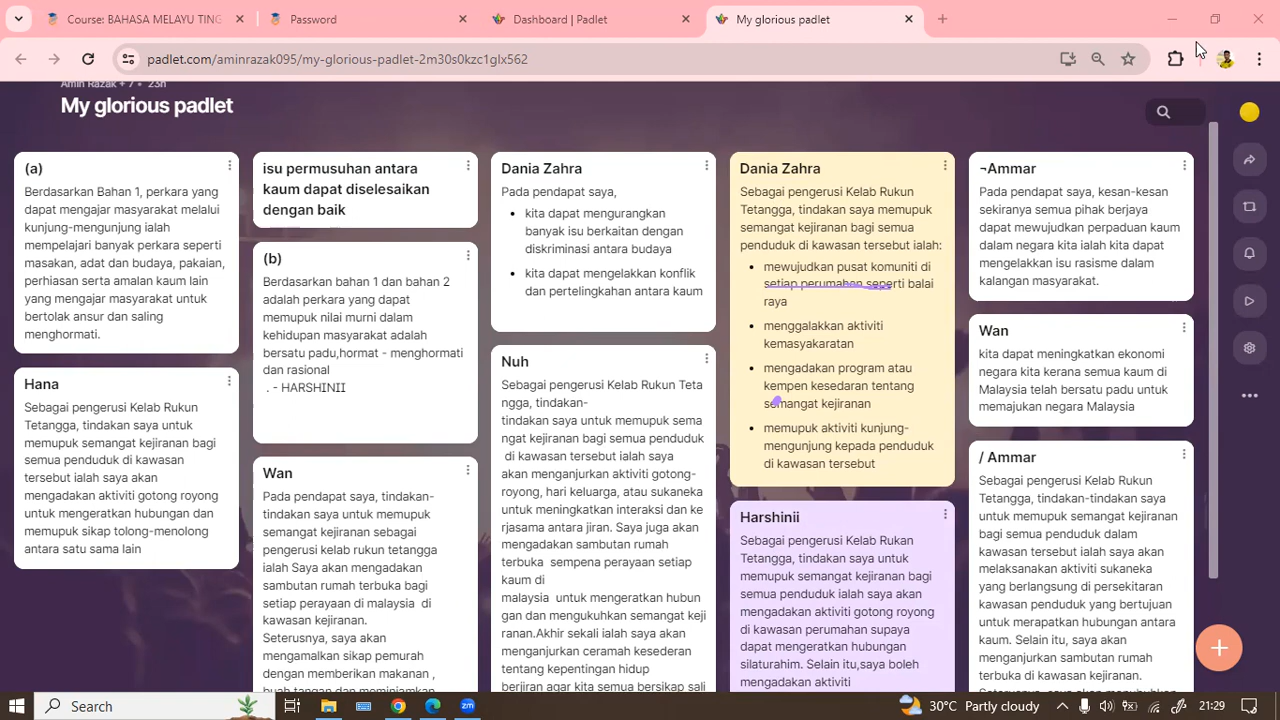 Course: BAHASA MELAYU TING
Password
Dashboard | Padlet
My glorious padlet
padlet.com/aminrazak095/my-glorious-padlet-2m30s0kzc1glx562
Amin Razak + 7 • 23h
My glorious padlet
(a)
Berdasarkan Bahan 1, perkara yang
dapat mengajar masyarakat melalui
kunjung-mengunjung ialah
mempelajari banyak perkara seperti
masakan, adat dan budaya, pakaian,
perhiasan serta amalan kaum lain
yang mengajar masyarakat untuk
bertolak ansur dan saling
menghormati.
Hana
Sebagai pengerusi Kelab Rukun
Tetangga, tindakan saya untuk
memupuk semangat kejiranan bagi
semua penduduk di kawasan
tersebut ialah saya akan
mengadakan aktiviti gotong royong
untuk mengeratkan hubungan dan
memupuk sikap tolong-menolong
antara satu sama lain
isu permusuhan antara
kaum dapat diselesaikan
dengan baik
(b)
Berdasarkan bahan 1 dan bahan 2
adalah perkara yang dapat
memupuk nilai murni dalam
kehidupan masyarakat adalah
bersatu padu,hormat - menghormati
dan rasional
. - HARSHINII
Wan
Pada pendapat saya, tindakan-
tindakan saya untuk memupuk
semangat kejiranan sebagai
pengerusi kelab rukun tetangga
ialah Saya akan mengadakan
sambutan rumah terbuka bagi
setiap perayaan di malaysia di
kawasan kejiranan.
Seterusnya, saya akan
mengamalkan sikap pemurah
dengan memberikan makanan ,
buah tangan dan meminjamkan
Dania Zahra
Pada pendapat saya,
• kita dapat mengurangkan
banyak isu berkaitan dengan
diskriminasi antara budaya
• kita dapat mengelakkan konflik
dan pertelingkahan antara kaum
Nuh
Sebagai pengerusi Kelab Rukun Teta
ngga, tindakan-
tindakan saya untuk memupuk sema
ngat kejiranan bagi semua penduduk
di kawasan tersebut ialah saya
akan menganjurkan aktiviti gotong-
royong, hari keluarga, atau sukaneka
untuk meningkatkan interaksi dan ke
rjasama antara jiran. Saya juga akan
mengadakan sambutan rumah
terbuka sempena perayaan setiap
kaum di
malaysia untuk mengeratkan hubun
gan dan mengukuhkan semangat keji
ranan.Akhir sekali ialah saya akan
menganjurkan ceramah kesederan
tentang kepentingan hidup
berjiran agar kita semua bersikap sali
Dania Zahra
Sebagai pengerusi Kelab Rukun
Tetangga, tindakan saya memupuk
semangat kejiranan bagi semua
penduduk di kawasan tersebut ialah:
• mewujudkan pusat komuniti di
setiap perumahan seperti balai
raya
• menggalakkan aktiviti
kemasyakaratan
• mengadakan program atau
kempen kesedaran tentang
semangat kejiranan
• memupuk aktiviti kunjung-
mengunjung kepada penduduk
di kawasan tersebut
Harshinii
Sebagai pengerusi Kelab Rukan
Tetangga, tindakan saya untuk
memupuk semangat kejiranan bagi
semua penduduk ialah saya akan
mengadakan aktiviti gotong royong
di kawasan perumahan supaya
dapat mengeratkan hubungan
silaturahim. Selain itu,saya boleh
mengadakan aktiviti
¬Ammar
Pada pendapat saya, kesan-kesan
sekiranya semua pihak berjaya
dapat mewujudkan perpaduan kaum
dalam negara kita ialah kita dapat
mengelakkan isu rasisme dalam
kalangan masyarakat.
Wan
kita dapat meningkatkan ekonomi
negara kita kerana semua kaum di
Malaysia telah bersatu padu untuk
memajukan negara Malaysia
/ Ammar
Sebagai pengerusi Kelab Rukun
Tetangga, tindakan-tindakan saya
untuk memupuk semangat kejiranan
bagi semua penduduk dalam
kawasan tersebut ialah saya akan
melaksanakan aktiviti sukaneka
yang berlangsung di persekitaran
kawasan penduduk yang bertujuan
untuk merapatkan hubungan antara
kaum. Selain itu, saya akan
menganjurkan sambutan rumah
terbuka di kawasan kejiranan.
Search
30°C Partly cloudy
21:29